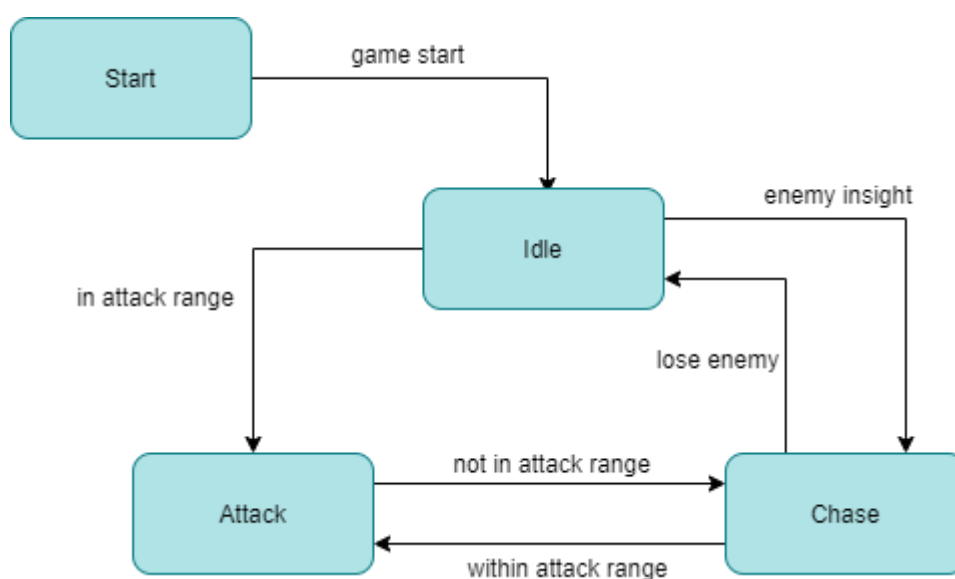 game start
Start
enemy insight
Idle
in attack range
lose enemy
not in attack range
Attack
Chase
within attack range